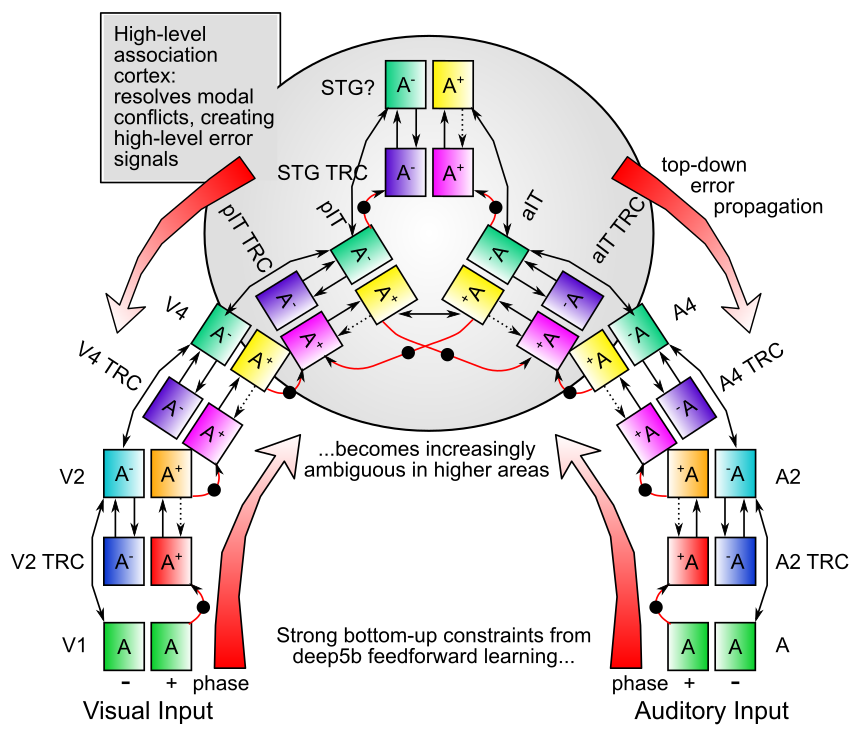 High-level
association
cortex:
resolves modal
conflicts, creating
high-level error
signals
STG?
A-
A+
STG TRC
A-
A+
top-down
error
propagation
pIT
aIT
pIT TRC
aIT TRC
A-
A+
A-
A+
-A
+A
-A
+A
V4
A4
V4 TRC
A4 TRC
A-
A+
A-
A+
-A
+A
-A
+A
...becomes increasingly
ambiguous in higher areas
V2
A-
A+
+A
-A
A2
V2 TRC
A-
A+
+A
-A
A2 TRC
Strong bottom-up constraints from
deep5b feedforward learning...
V1
A
A
A
A
A
- + phase
phase + -
Visual Input
Auditory Input